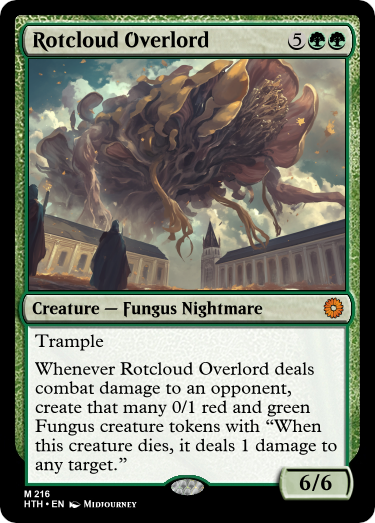 Rotcloud Overlord 5
Creature — Fungus Nightmare
Trample
Whenever Rotcloud Overlord deals
combat damage to an opponent,
create that many 0/1 red and green
Fungus creature tokens with “When
this creature dies, it deals 1 damage to
any target.”
6/6
M 216
HTH • EN MIDJOURNEY